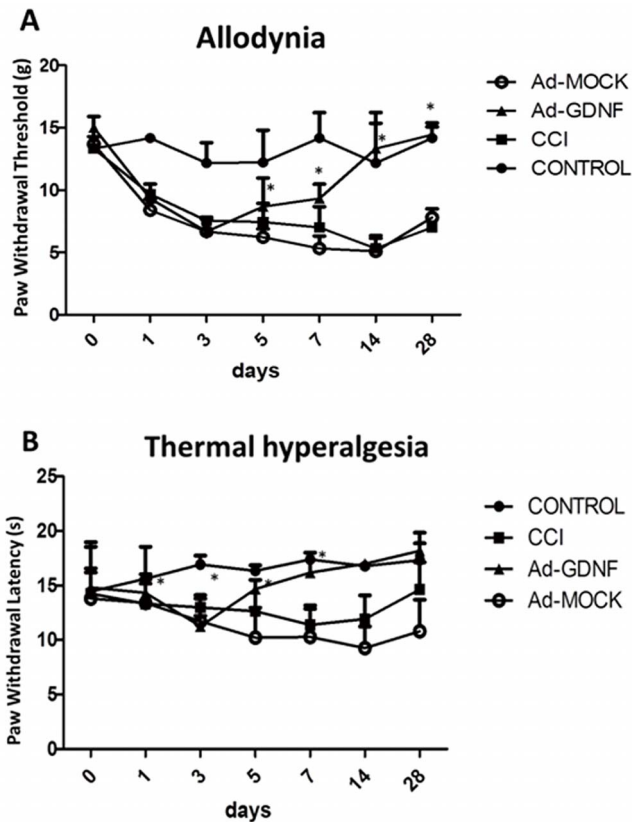 A
Allodynia
Paw Withdrawal Threshold (g)
20
15
10
5
0
* * * *
0 1 3 5 7 14 28
days
Ad-MOCK
Ad-GDNF
CCI
CONTROL
B
Thermal hyperalgesia
Paw Withdrawal Latency (s)
25
20
15
10
5
0
* * * *
0 1 3 5 7 14 28
days
CONTROL
CCI
Ad-GDNF
Ad-MOCK